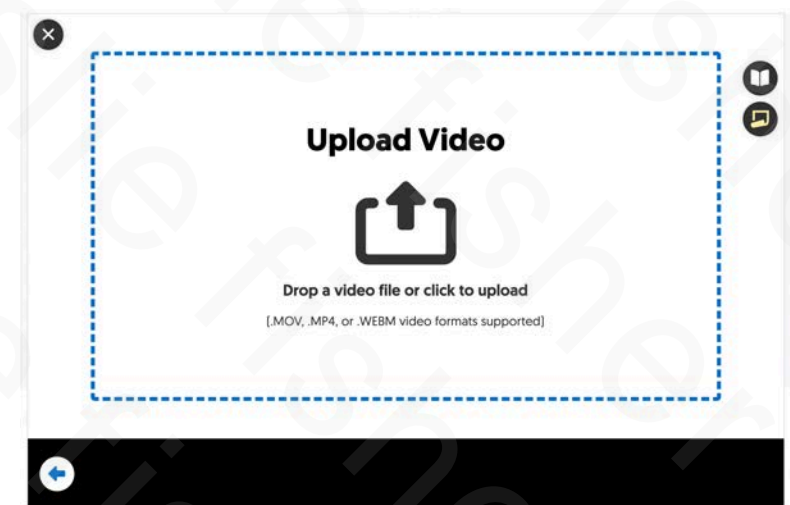 Upload Video
Drop a video file or click to upload
(.MOV, .MP4, or .WEBM video formats supported)